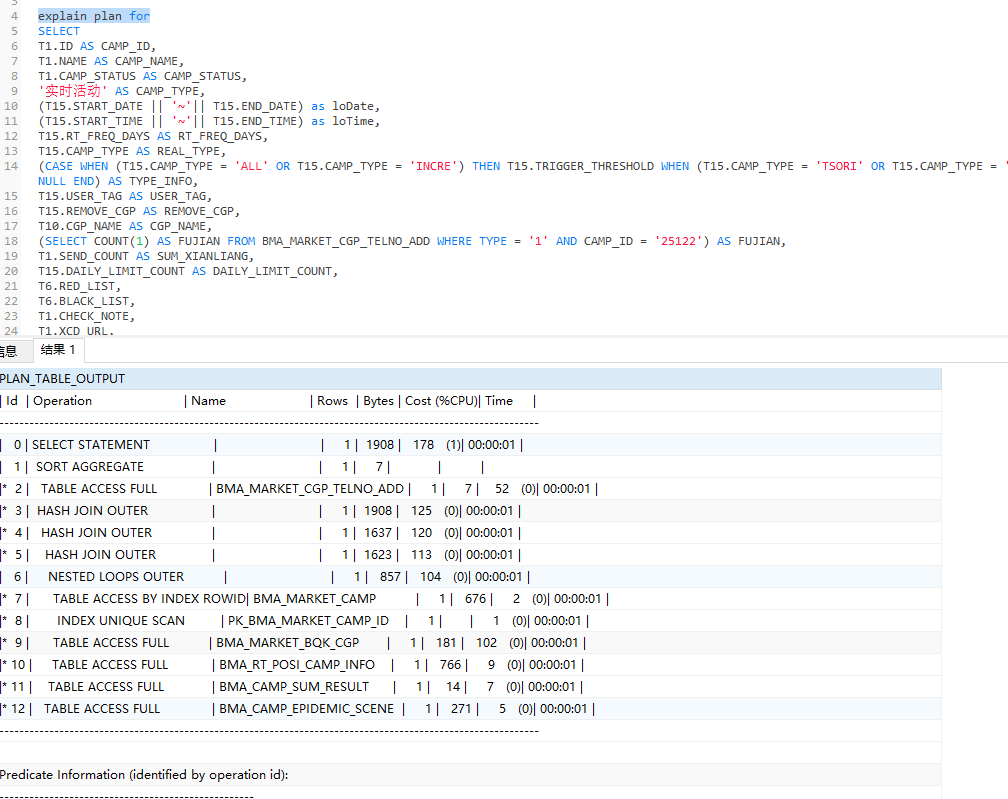 3
4 explain plan for
5 SELECT
6 T1.ID AS CAMP_ID,
7 T1.NAME AS CAMP_NAME,
8 T1.CAMP_STATUS AS CAMP_STATUS,
9 '实时活动' AS CAMP_TYPE,
10 (T15.START_DATE || '~'|| T15.END_DATE) as loDate,
11 (T15.START_TIME || '~'|| T15.END_TIME) as loTime,
12 T15.RT_FREQ_DAYS AS RT_FREQ_DAYS,
13 T15.CAMP_TYPE AS REAL_TYPE,
14 (CASE WHEN (T15.CAMP_TYPE = 'ALL' OR T15.CAMP_TYPE = 'INCRE') THEN T15.TRIGGER_THRESHOLD WHEN (T15.CAMP_TYPE = 'TSORI' OR T15.CAMP_TYPE = '
NULL END) AS TYPE_INFO,
15 T15.USER_TAG AS USER_TAG,
16 T15.REMOVE_CGP AS REMOVE_CGP,
17 T10.CGP_NAME AS CGP_NAME,
18 (SELECT COUNT(1) AS FUJIAN FROM BMA_MARKET_CGP_TELNO_ADD WHERE TYPE = '1' AND CAMP_ID = '25122') AS FUJIAN,
19 T1.SEND_COUNT AS SUM_XIANLIANG,
20 T15.DAILY_LIMIT_COUNT AS DAILY_LIMIT_COUNT,
21 T6.RED_LIST,
22 T6.BLACK_LIST,
23 T1.CHECK_NOTE,
24 T1.XCD_URL,
信息 结果 1
PLAN_TABLE_OUTPUT
| Id | Operation | Name | Rows | Bytes | Cost (%CPU)| Time |
------------------------------------------------------------------------------------------------------------
| 0 | SELECT STATEMENT | | 1 | 1908 | 178 (1)| 00:00:01 |
| 1 | SORT AGGREGATE | | 1 | 7 | | |
|* 2 | TABLE ACCESS FULL | BMA_MARKET_CGP_TELNO_ADD | 1 | 7 | 52 (0)| 00:00:01 |
|* 3 | HASH JOIN OUTER | | 1 | 1908 | 125 (0)| 00:00:01 |
|* 4 | HASH JOIN OUTER | | 1 | 1637 | 120 (0)| 00:00:01 |
|* 5 | HASH JOIN OUTER | | 1 | 1623 | 113 (0)| 00:00:01 |
| 6 | NESTED LOOPS OUTER | | 1 | 857 | 104 (0)| 00:00:01 |
|* 7 | TABLE ACCESS BY INDEX ROWID| BMA_MARKET_CAMP | 1 | 676 | 2 (0)| 00:00:01 |
|* 8 | INDEX UNIQUE SCAN | PK_BMA_MARKET_CAMP_ID | 1 | | 1 (0)| 00:00:01 |
|* 9 | TABLE ACCESS FULL | BMA_MARKET_BQK_CGP | 1 | 181 | 102 (0)| 00:00:01 |
|* 10 | TABLE ACCESS FULL | BMA_RT_POSI_CAMP_INFO | 1 | 766 | 9 (0)| 00:00:01 |
|* 11 | TABLE ACCESS FULL | BMA_CAMP_SUM_RESULT | 1 | 14 | 7 (0)| 00:00:01 |
|* 12 | TABLE ACCESS FULL | BMA_CAMP_EPIDEMIC_SCENE | 1 | 271 | 5 (0)| 00:00:01 |
------------------------------------------------------------------------------------------------------------
Predicate Information (identified by operation id):
---------------------------------------------------